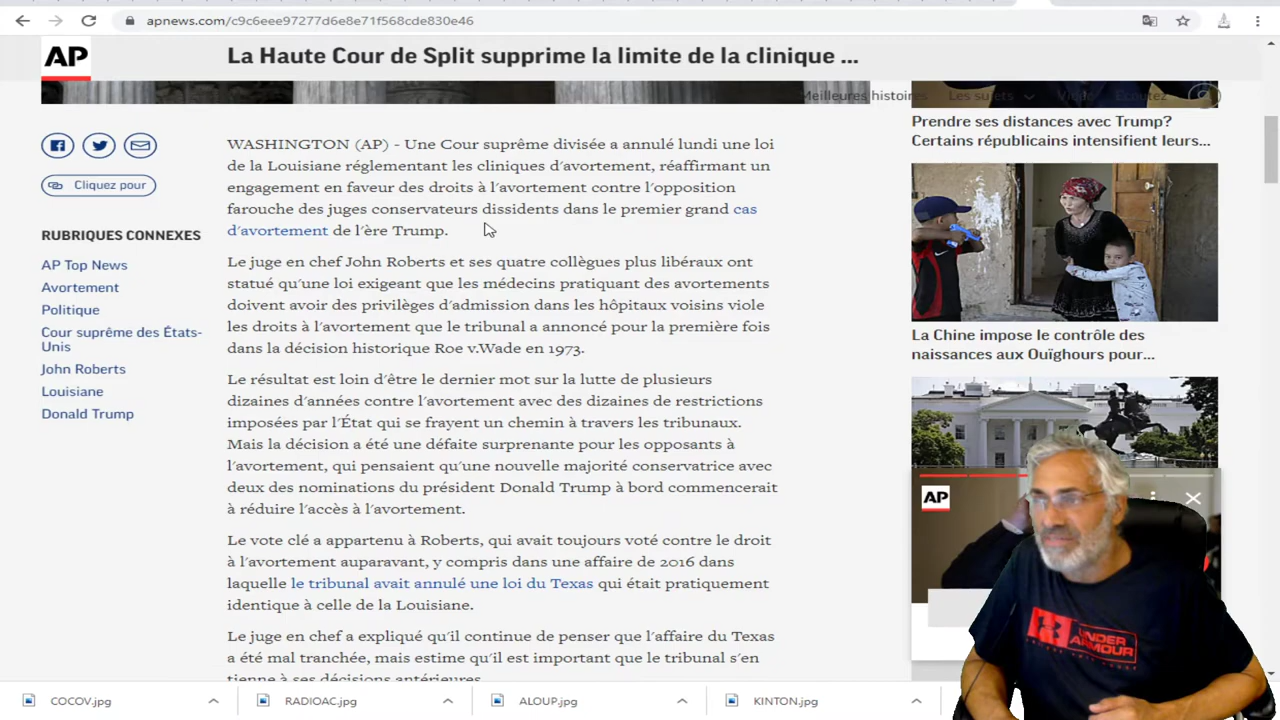 apnews.com/c9c6eee97277d6e8e71f568cde830e46
AP
La Haute Cour de Split supprime la limite de la clinique ...
Meilleures histoires
Les sujets
Écoutez
Cliquez pour
RUBRIQUES CONNEXES
AP Top News
Avortement
Politique
Cour suprême des États-
Unis
John Roberts
Louisiane
Donald Trump
WASHINGTON (AP) - Une Cour suprême divisée a annulé lundi une loi
de la Louisiane réglementant les cliniques d'avortement, réaffirmant un
engagement en faveur des droits à l'avortement contre l'opposition
farouche des juges conservateurs dissidents dans le premier grand cas
d'avortement de l'ère Trump.
Le juge en chef John Roberts et ses quatre collègues plus libéraux ont
statué qu'une loi exigeant que les médecins pratiquant des avortements
doivent avoir des privilèges d'admission dans les hôpitaux voisins viole
les droits à l'avortement que le tribunal a annoncé pour la première fois
dans la décision historique Roe v.Wade en 1973.
Le résultat est loin d'être le dernier mot sur la lutte de plusieurs
dizaines d'années contre l'avortement avec des dizaines de restrictions
imposées par l'État qui se frayent un chemin à travers les tribunaux.
Mais la décision a été une défaite surprenante pour les opposants à
l'avortement, qui pensaient qu'une nouvelle majorité conservatrice avec
deux des nominations du président Donald Trump à bord commencerait
à réduire l'accès à l'avortement.
Le vote clé a appartenu à Roberts, qui avait toujours voté contre le droit
à l'avortement auparavant, y compris dans une affaire de 2016 dans
laquelle le tribunal avait annulé une loi du Texas qui était pratiquement
identique à celle de la Louisiane.
Le juge en chef a expliqué qu'il continue de penser que l'affaire du Texas
a été mal tranchée, mais estime qu'il est important que le tribunal s'en
tienne à ses décisions antérieures.
Prendre ses distances avec Trump?
Certains républicains intensifient leurs...
La Chine impose le contrôle des
naissances aux Ouïghours pour...
AP
UNDER
ARMOUR
COCOV.jpg
RADIOAC.jpg
ALOUP.jpg
KINTON.jpg